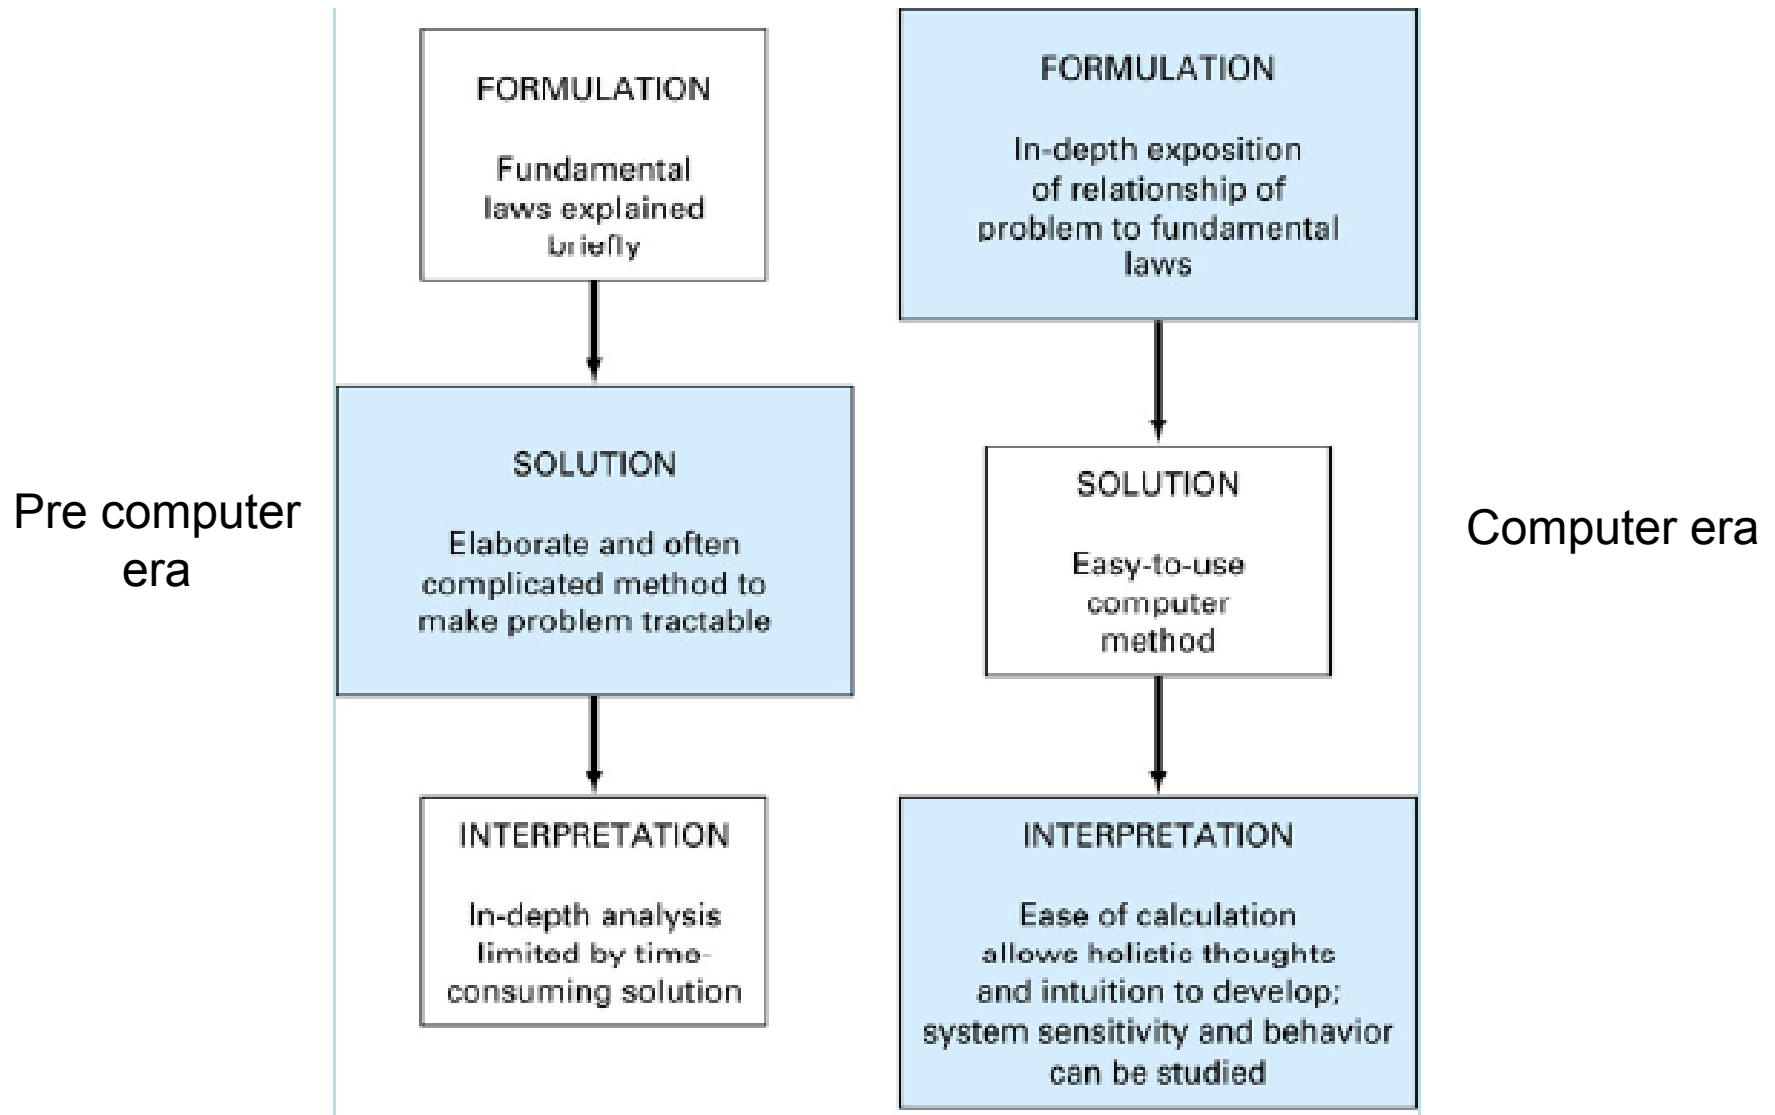 Pre computer
era
FORMULATION
Fundamental
laws explained
briefly
SOLUTION
Elaborate and often
complicated method to
make problem tractable
INTERPRETATION
In-depth analysis
limited by time-
consuming solution
FORMULATION
In-depth exposition
of relationship of
problem to fundamental
laws
SOLUTION
Easy-to-use
computer
method
INTERPRETATION
Ease of calculation
allows holistic thoughts
and intuition to develop;
system sensitivity and behavior
can be studied
Computer era